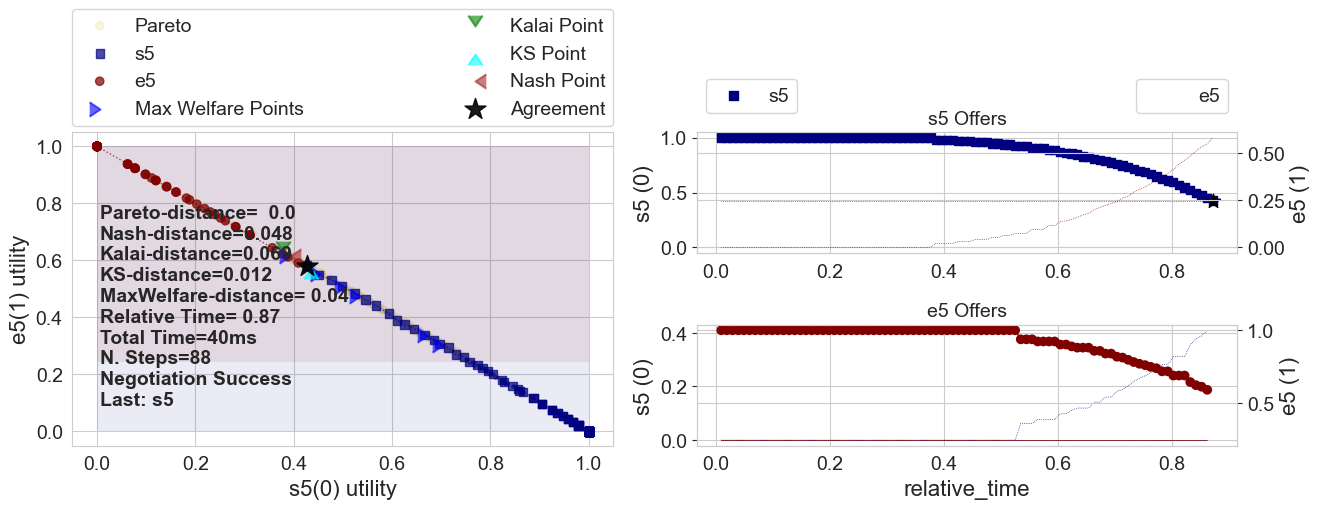 Pareto
s5
e5
Max Welfare Points
Kalai Point
KS Point
Nash Point
Agreement
1.0
0.8
0.6
0.4
0.2
0.0
e5(1) utility
Pareto-distance= 0.0
Nash-distance=0.048
Kalai-distance=0.069
KS-distance=0.012
MaxWelfare-distance= 0.04
Relative Time= 0.87
Total Time=40ms
N. Steps=88
Negotiation Success
Last: s5
0.0 0.2 0.4 0.6 0.8 1.0
s5(0) utility
s5
e5
s5 Offers
1.0
0.5
0.0
s5 (0)
0.50
0.25
0.00
e5 (1)
0.0 0.2 0.4 0.6 0.8
e5 Offers
0.4
0.2
0.0
s5 (0)
1.0
0.5
e5 (1)
0.0 0.2 0.4 0.6 0.8
relative_time